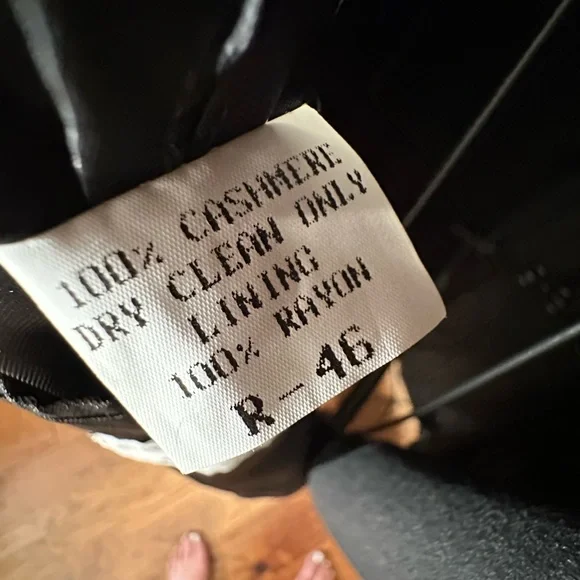 100% CASHMERE
DRY CLEAN ONLY
LINING
100% RAYON
R-46